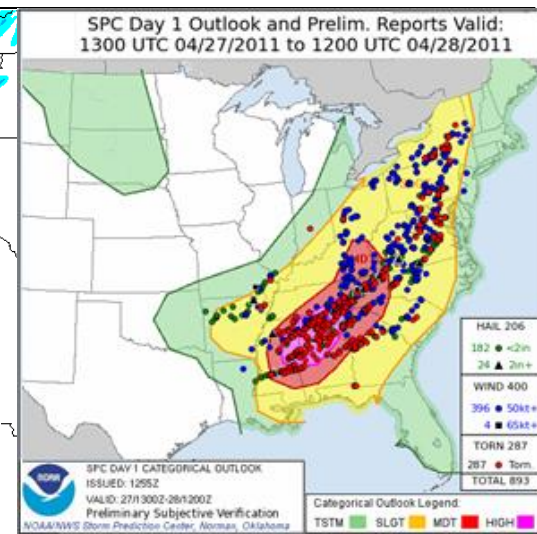 SPC Day 1 Outlook and Prelim. Reports Valid:
1300 UTC 04/27/2011 to 1200 UTC 04/28/2011
MDT
HAIL 206
182 ● <2in
24 ▲ 2in+
WIND 400
396 ● 50kt+
4 ■ 65kt+
TORN 287
287 ● Torn.
TOTAL 893
NOAA
SPC DAY 1 CATEGORICAL OUTLOOK
ISSUED: 1255Z
VALID: 27/1300Z-28/1200Z
Preliminary Subjective Verification
NOAA/NWS Storm Prediction Center, Norman, Oklahoma
Categorical Outlook Legend:
TSTM SLGT MDT HIGH